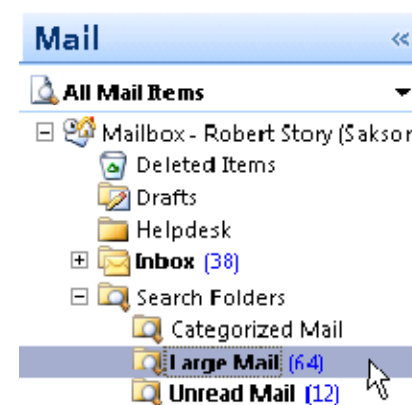 Mail «
All Mail Items
Mailbox - Robert Story (Sakson
Deleted Items
Drafts
Helpdesk
Inbox (38)
Search Folders
Categorized Mail
Large Mail (64)
Unread Mail (12)